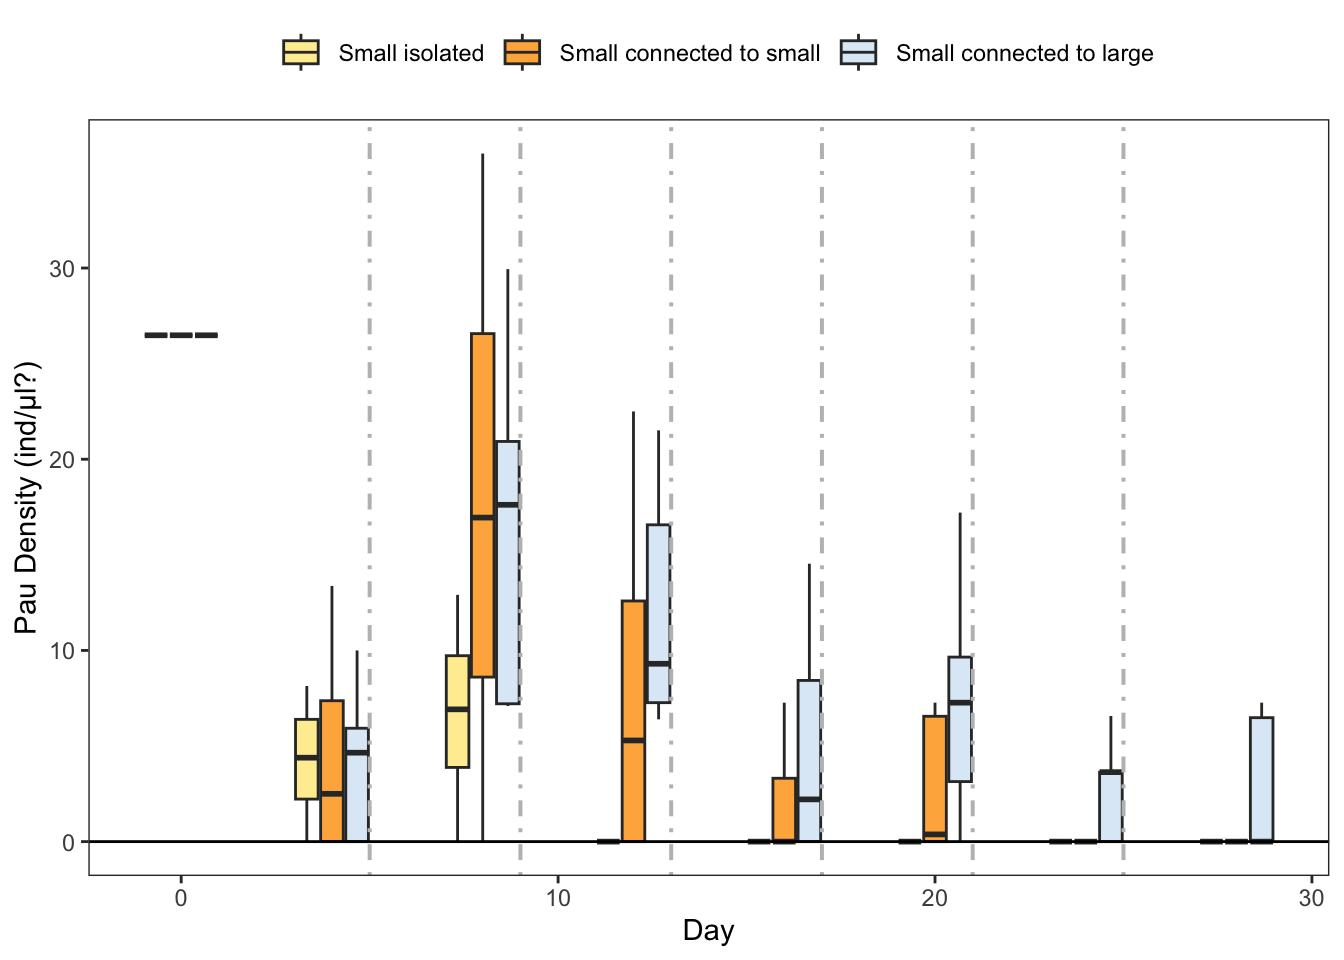 Small isolated Small connected to small Small connected to large
Pau Density (ind/μl?)
30
20
10
0
0 10 20 30
Day